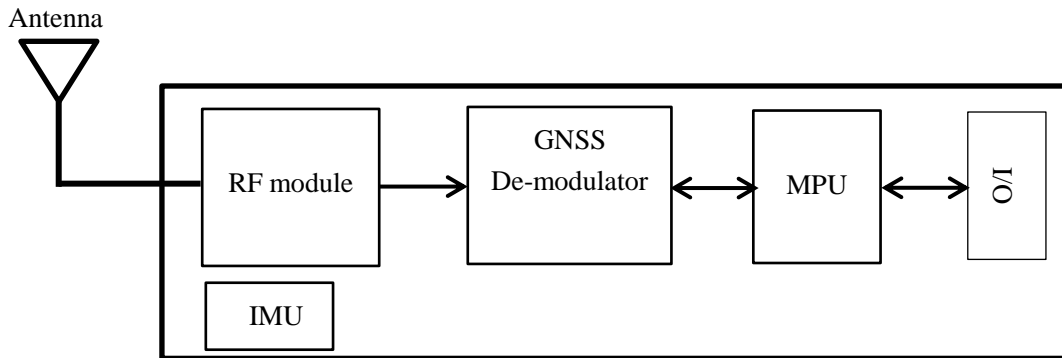 Antenna
RF module
GNSS
De-modulator
MPU
I/O
IMU